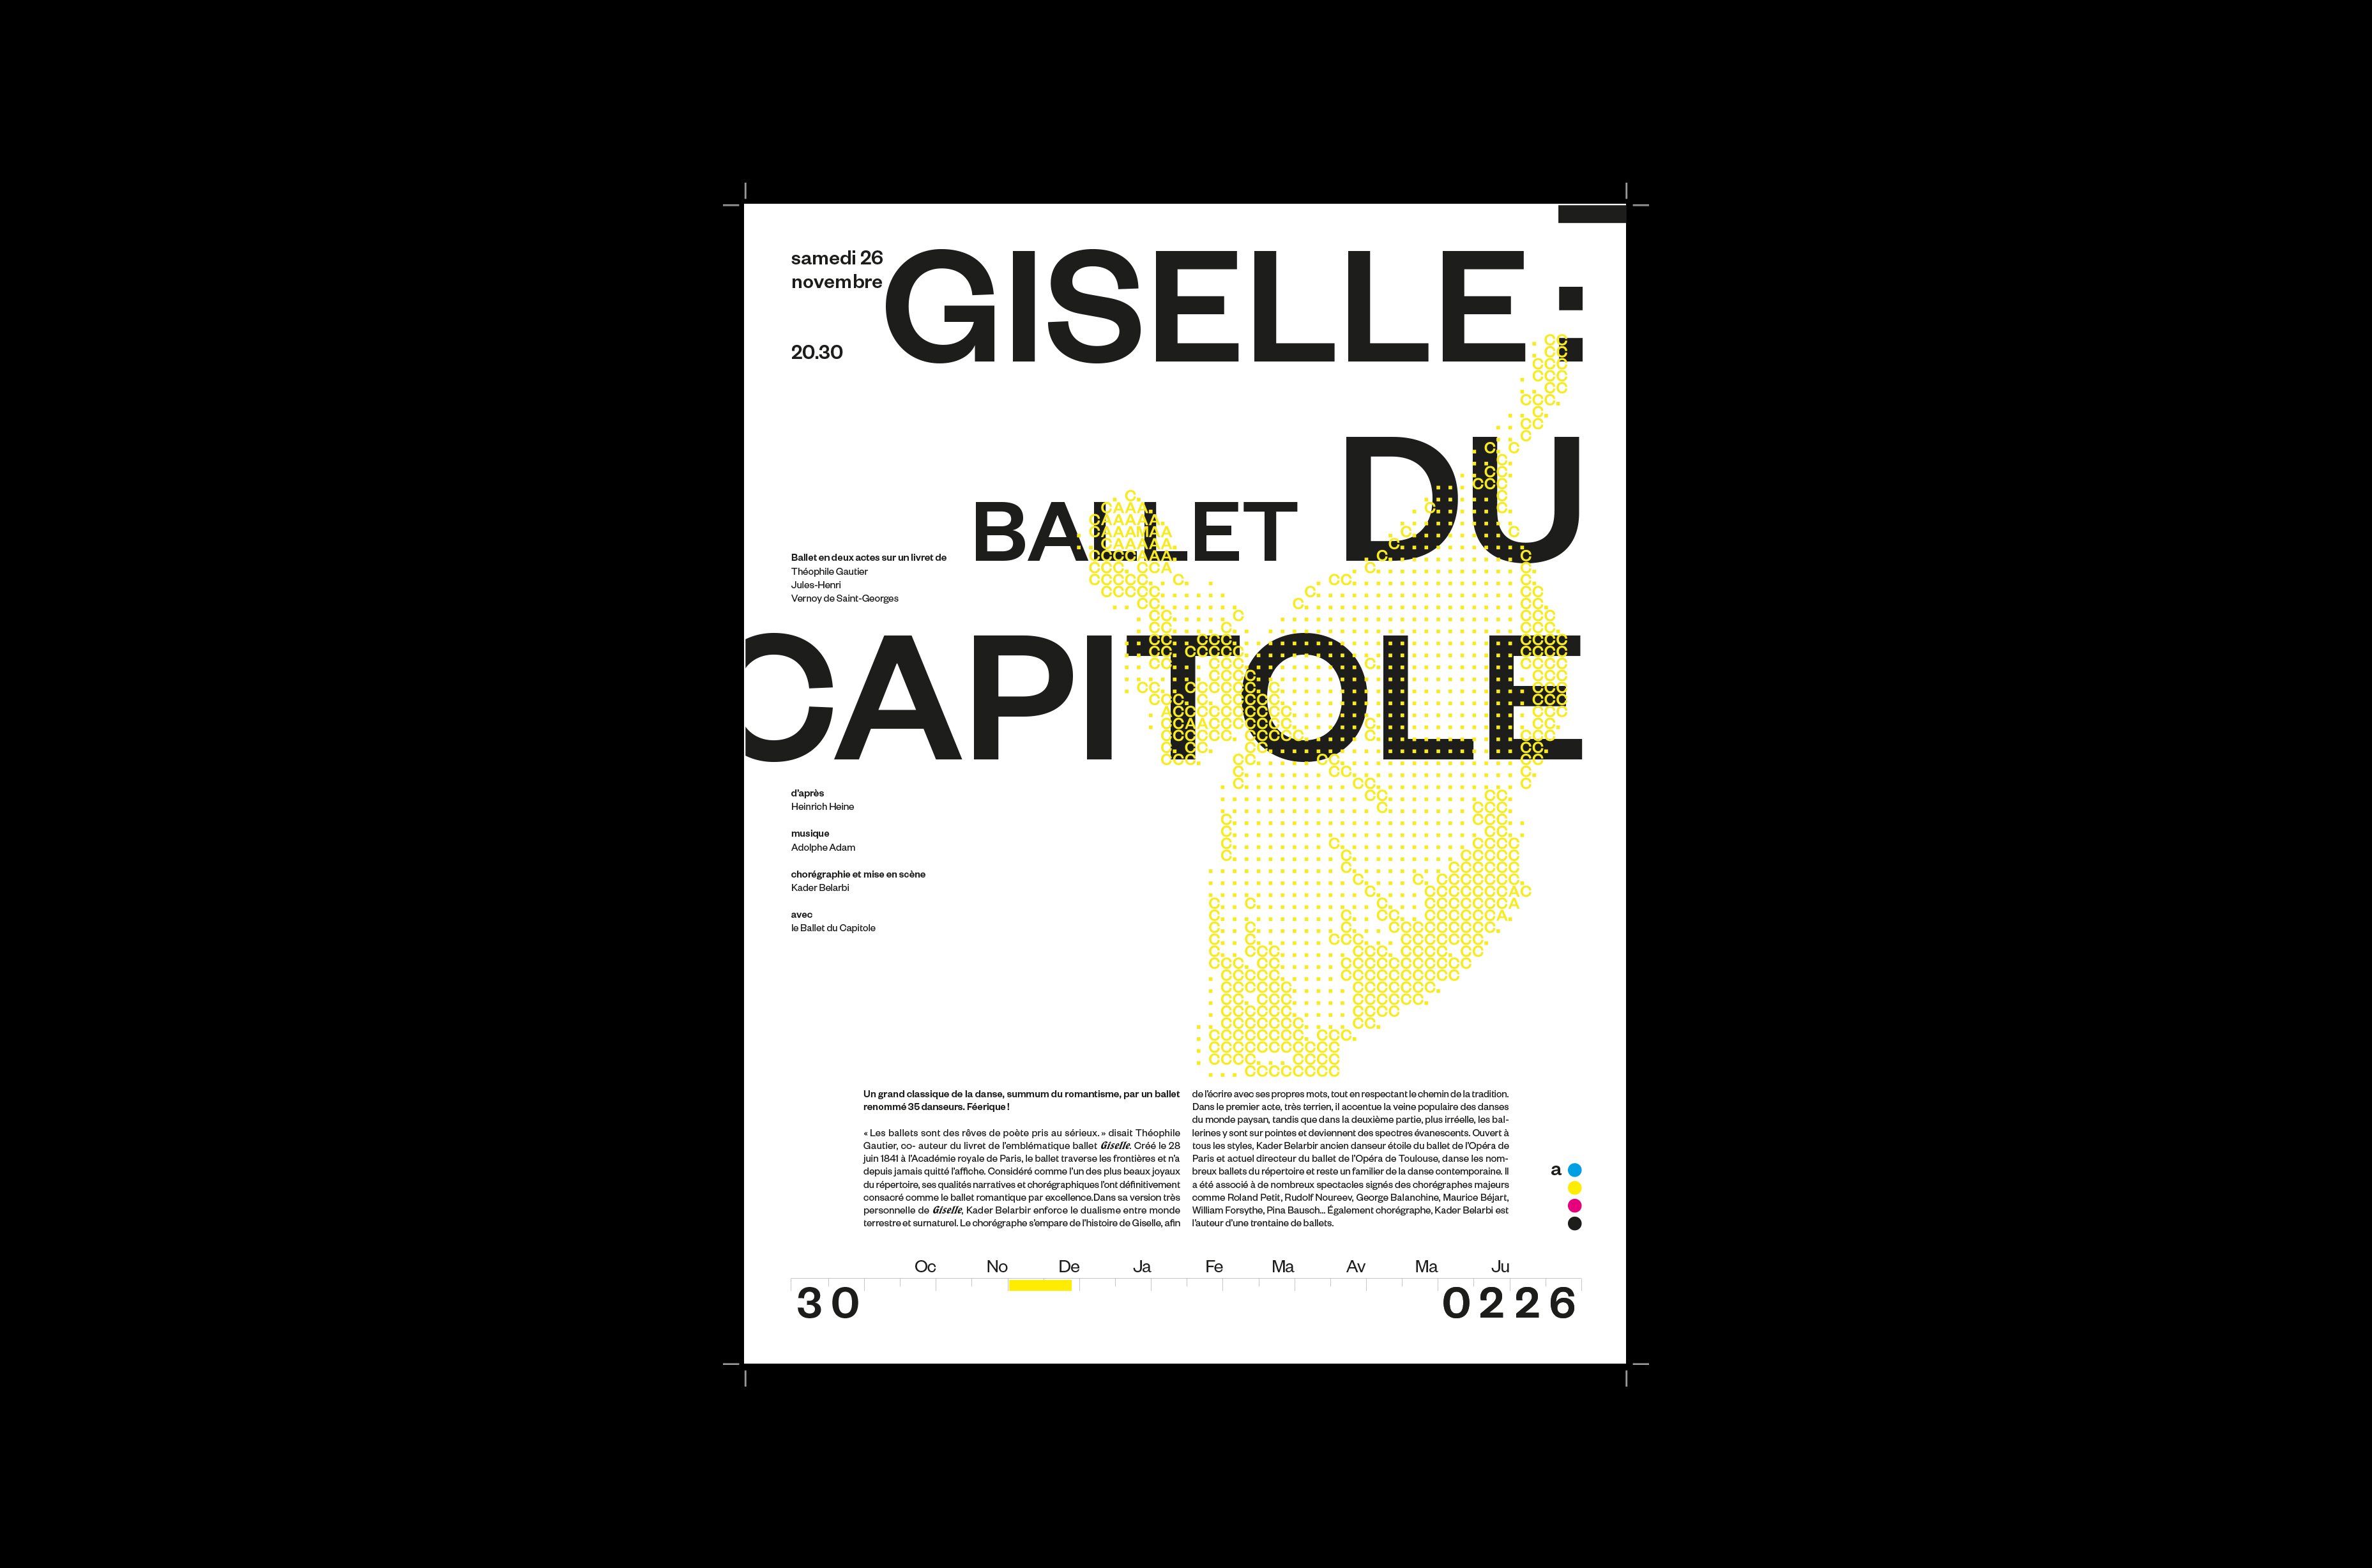 samedi 26
novembre
20.30
GISELLE :
BALLET DU
CAPITOLE
Ballet en deux actes sur un livret de
Théophile Gautier
Jules-Henri
Vernoy de Saint-Georges
d’après
Heinrich Heine
musique
Adolphe Adam
chorégraphie et mise en scène
Kader Belarbi
avec
le Ballet du Capitole
Un grand classique de la danse, summum du romantisme, par un ballet
renommé 35 danseurs. Féerique !
« Les ballets sont des rêves de poète pris au sérieux. » disait Théophile
Gautier, co- auteur du livret de l’emblématique ballet Giselle. Créé le 28
juin 1841 à l’Académie royale de Paris, le ballet traverse les frontières et n’a
depuis jamais quitté l’affiche. Considéré comme l’un des plus beaux joyaux
du répertoire, ses qualités narratives et chorégraphiques l’ont définitivement
consacré comme le ballet romantique par excellence.Dans sa version très
personnelle de Giselle, Kader Belarbir enforce le dualisme entre monde
terrestre et surnaturel. Le chorégraphe s’empare de l’histoire de Giselle, afin
de l’écrire avec ses propres mots, tout en respectant le chemin de la tradition.
Dans le premier acte, très terrien, il accentue la veine populaire des danses
du monde paysan, tandis que dans la deuxième partie, plus irréelle, les bal-
lerines y sont sur pointes et deviennent des spectres évanescents. Ouvert à
tous les styles, Kader Belarbir ancien danseur étoile du ballet de l’Opéra de
Paris et actuel directeur du ballet de l’Opéra de Toulouse, danse les nom-
breux ballets du répertoire et reste un familier de la danse contemporaine. Il
a été associé à de nombreux spectacles signés des chorégraphes majeurs
comme Roland Petit, Rudolf Noureev, George Balanchine, Maurice Béjart,
William Forsythe, Pina Bausch... Également chorégraphe, Kader Belarbi est
l’auteur d’une trentaine de ballets.
a
Oc No De Ja Fe Ma Av Ma Ju
30 0226